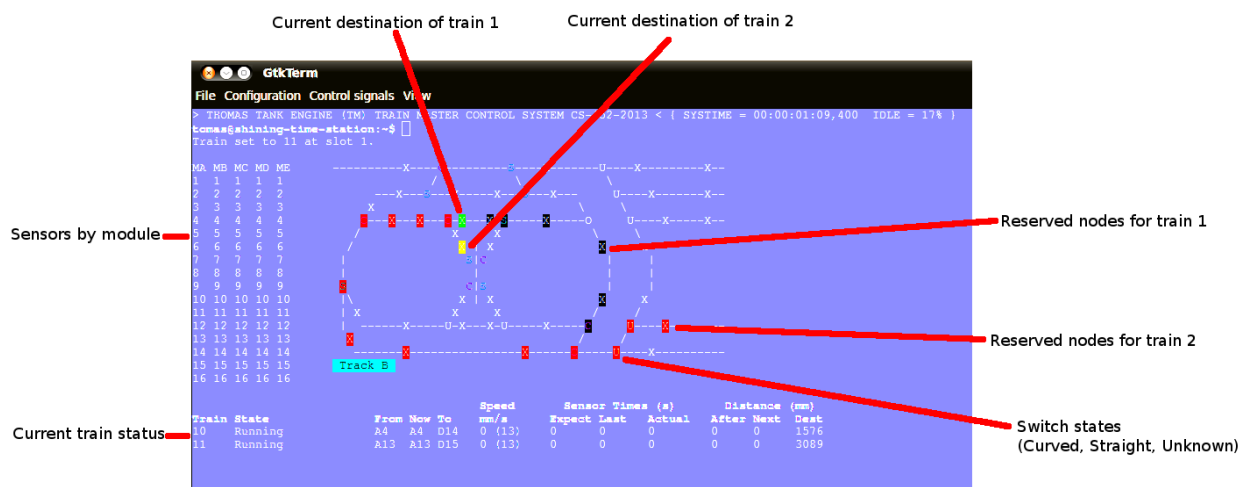 Current destination of train 1
Current destination of train 2
GtkTerm
File Configuration Control signals View
> THOMAS TANK ENGINE (TM) TRAIN MASTER CONTROL SYSTEM CS- 02-2013 < { SYSTIME = 00:00:01:09,400 IDLE = 17% }
tomas@shining-time-station:~$
Train set to 11 at slot 1.
MA MB MC MD ME
1 1 1 1 1
2 2 2 2 2
3 3 3 3 3
4 4 4 4 4
5 5 5 5 5
6 6 6 6 6
7 7 7 7 7
8 8 8 8 8
9 9 9 9 9
10 10 10 10 10
11 11 11 11 11
12 12 12 12 12
13 13 13 13 13
14 14 14 14 14
15 15 15 15 15
16 16 16 16 16
Track B
Sensors by module
Reserved nodes for train 1
Reserved nodes for train 2
Switch states
(Curved, Straight, Unknown)
Current train status
Speed Sensor Times (s) Distance (mm)
Train State From Now To mm/s Expect Last Actual After Next Dest
10 Running A4 A4 D14 0 (13) 0 0 0 0 0 1576
11 Running A13 A13 D15 0 (13) 0 0 0 0 0 3089